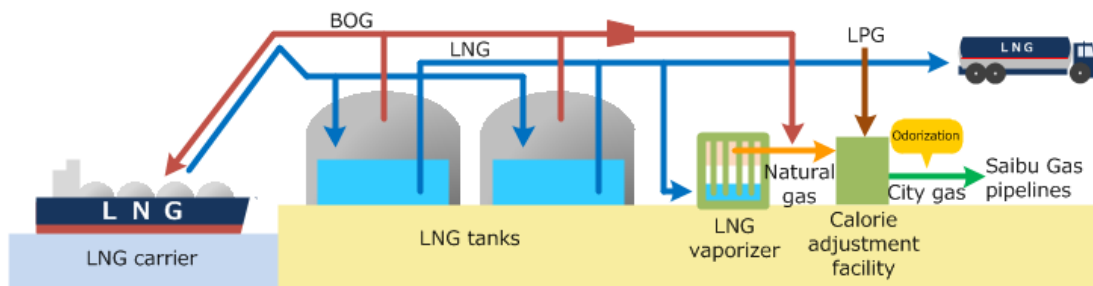 BOG
LNG
LPG
LNG
Odorization
Natural
gas
City gas
Saibu Gas
pipelines
LNG
LNG carrier
LNG tanks
LNG
vaporizer
Calorie
adjustment
facility